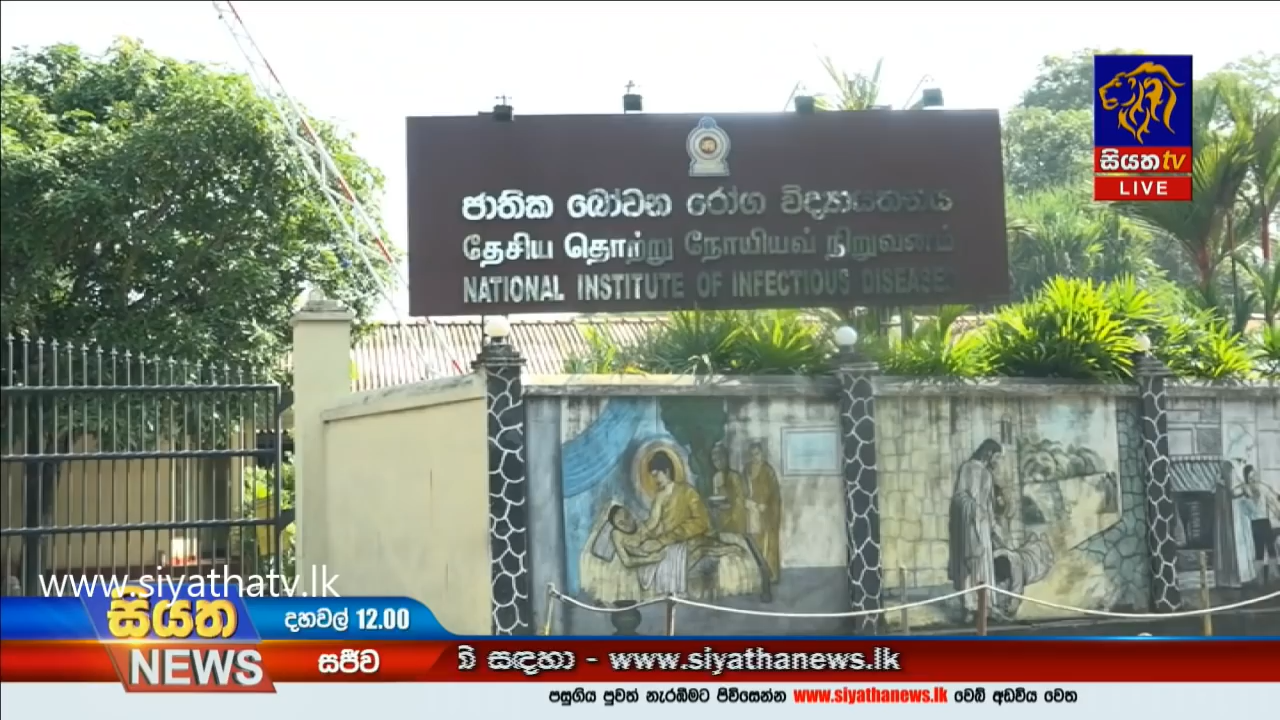 සියත tv
LIVE
ජාතික බෝවන රෝග විද්‍යායතනය
தேசிய தொற்று நோயியவ் நிறுவனம்
NATIONAL INSTITUTE OF INFECTIOUS DISEASES
www.siyathatv.lk
සියත
දහවල් 12.00
NEWS
සජීව
සඳහා - www.siyathanews.lk
පසුගිය පුවත් නැරඹීමට පිවිසෙන්න www.siyathanews.lk වෙබ් අඩවිය වෙත